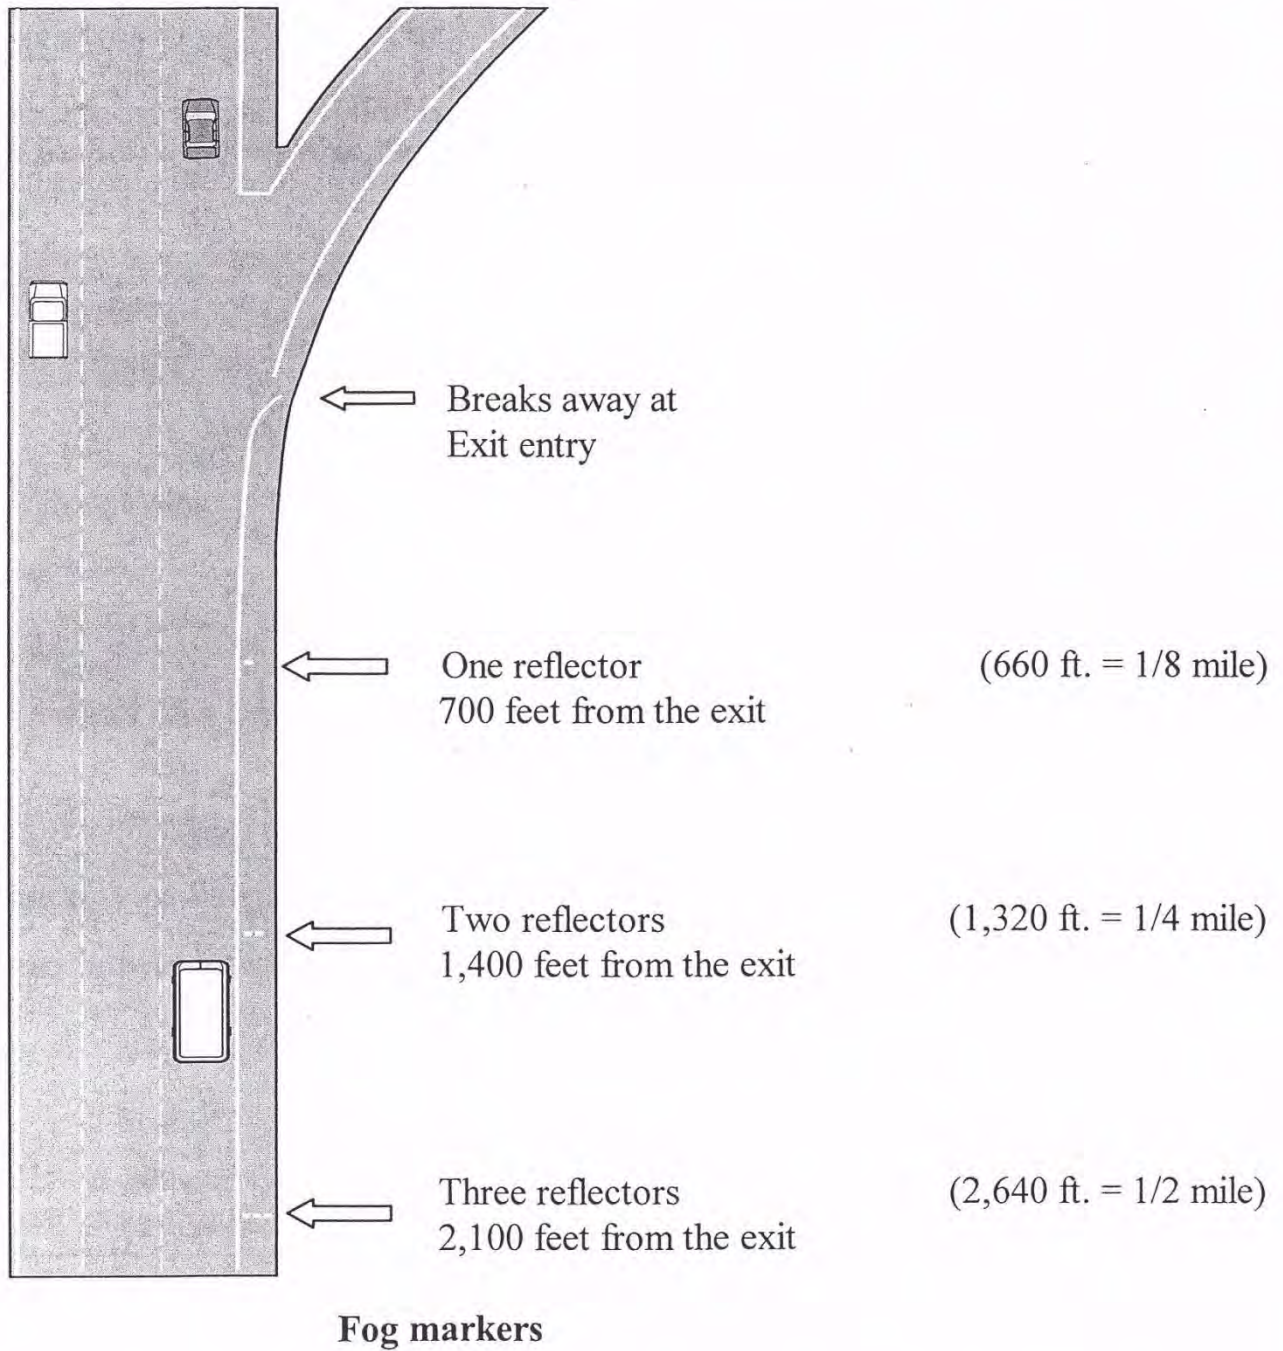 Breaks away at
Exit entry
One reflector
700 feet from the exit
(660 ft. = 1/8 mile)
Two reflectors
1,400 feet from the exit
(1,320 ft. = 1/4 mile)
Three reflectors
2,100 feet from the exit
(2,640 ft. = 1/2 mile)
Fog markers